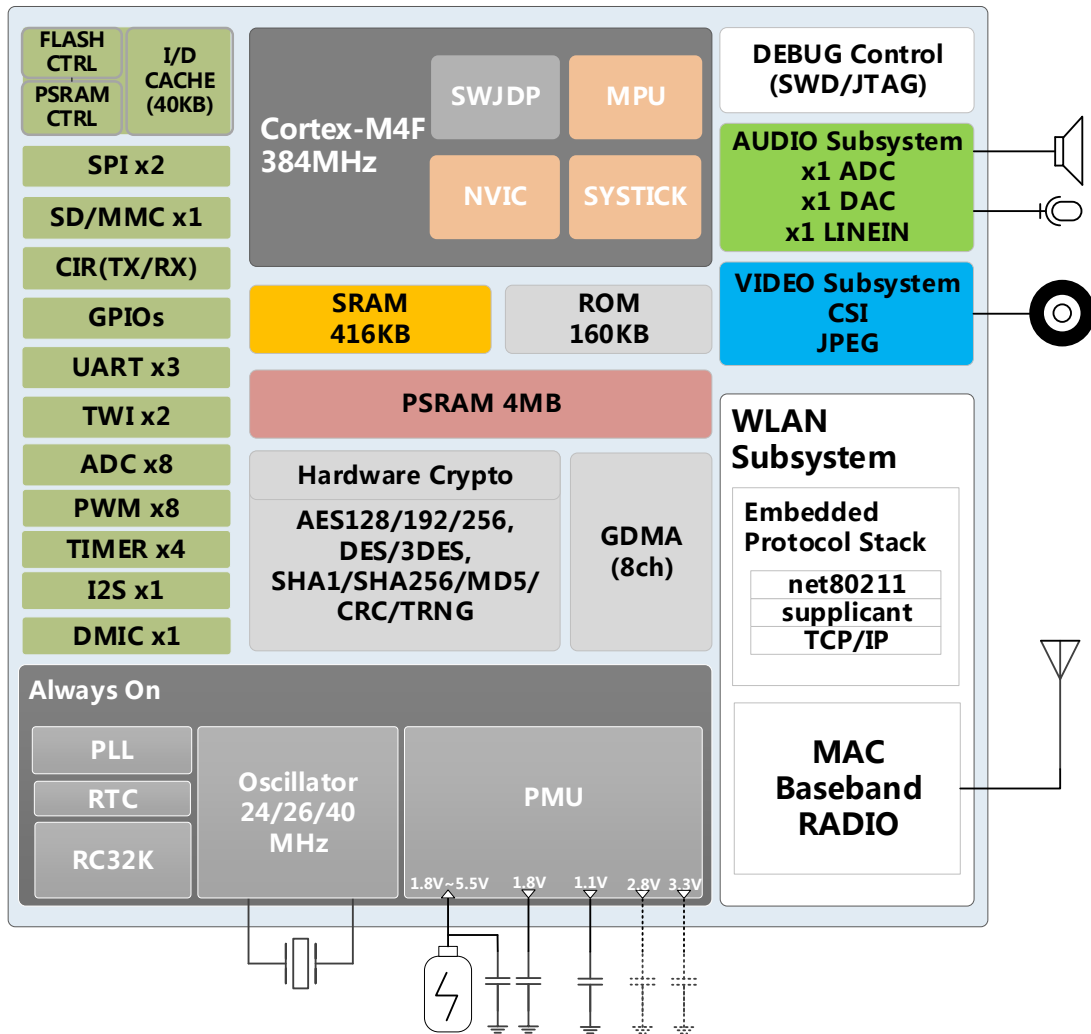 FLASH
CTRL
PSRAM
CTRL
I/D
CACHE
(40KB)
SPI x2
SD/MMC x1
CIR(TX/RX)
GPIOs
UART x3
TWI x2
ADC x8
PWM x8
TIMER x4
I2S x1
DMIC x1
Cortex-M4F
384MHz
SWJDP
MPU
NVIC
SYSTICK
SRAM
416KB
ROM
160KB
PSRAM 4MB
Hardware Crypto
AES128/192/256,
DES/3DES,
SHA1/SHA256/MD5/
CRC/TRNG
GDMA
(8ch)
DEBUG Control
(SWD/JTAG)
AUDIO Subsystem
x1 ADC
x1 DAC
x1 LINEIN
VIDEO Subsystem
CSI
JPEG
WLAN
Subsystem
Embedded
Protocol Stack
net80211
supplicant
TCP/IP
MAC
Baseband
RADIO
Always On
PLL
RTC
RC32K
Oscillator
24/26/40
MHz
PMU
1.8V~5.5V
1.8V
1.1V
2.8V
3.3V